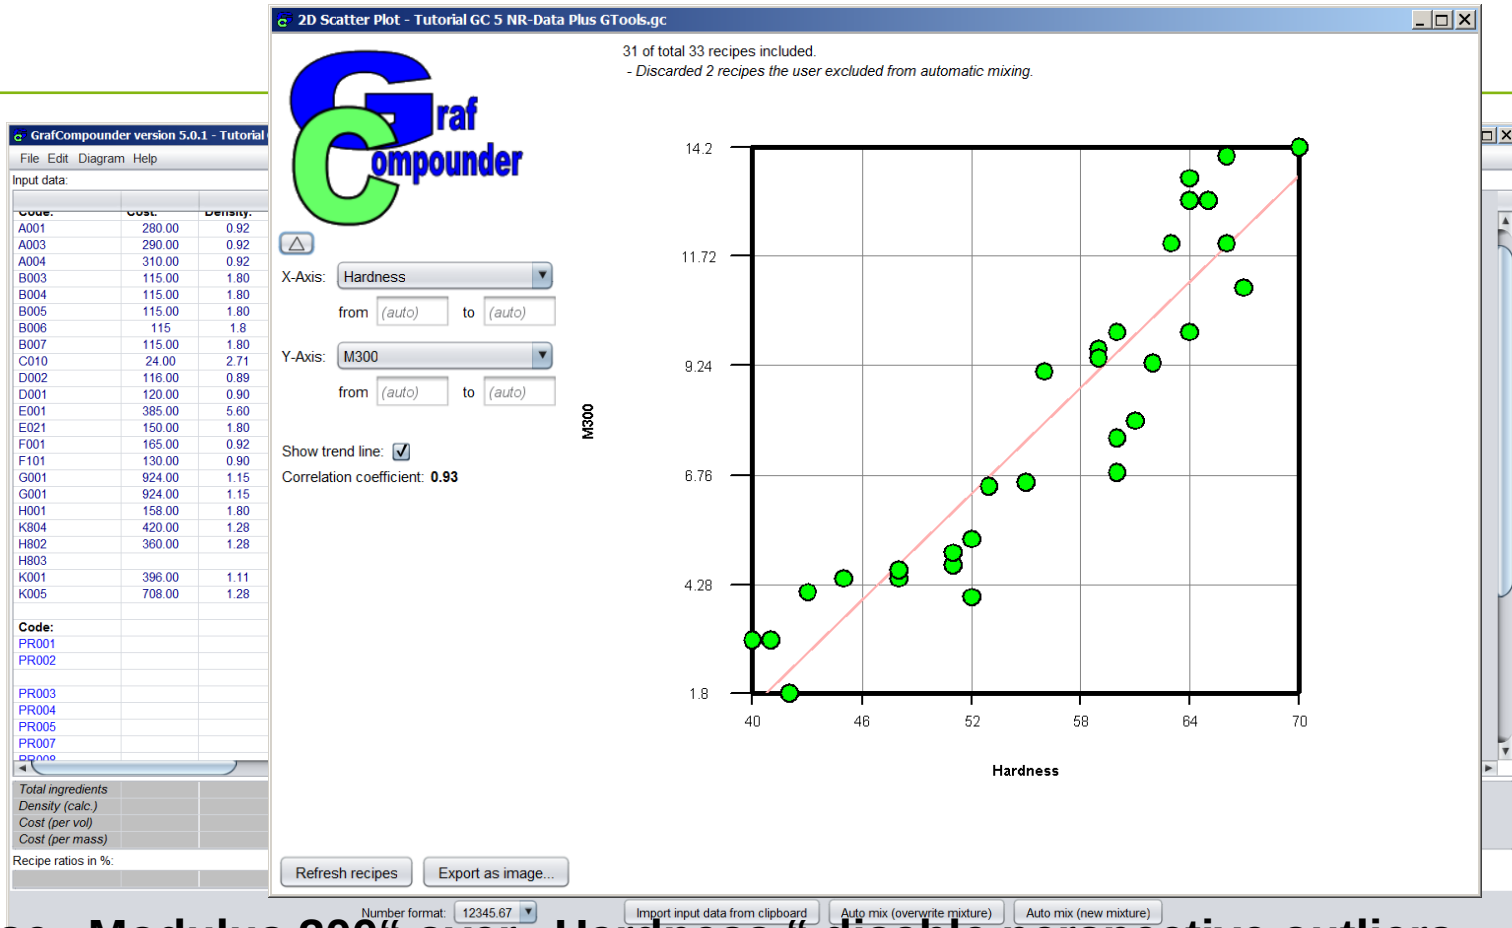 2D Scatter Plot - Tutorial GC 5 NR-Data Plus GTools.gc
31 of total 33 recipes included.
- Discarded 2 recipes the user excluded from automatic mixing.
Graf
Compounder
X-Axis: Hardness
from (auto) to (auto)
Y-Axis: M300
from (auto) to (auto)
Show trend line:
Correlation coefficient: 0.93
M300
14.2
11.72
9.24
6.76
4.28
1.8
40 46 52 58 64 70
Hardness
Refresh recipes Export as image...
GrafCompounder version 5.0.1 - Tutorial
File Edit Diagram Help
Input data:
Code: Cost: Density:
A001 280.00 0.92
A003 290.00 0.92
A004 310.00 0.92
B003 115.00 1.80
B004 115.00 1.80
B005 115.00 1.80
B006 115 1.8
B007 115.00 1.80
C010 24.00 2.71
D002 116.00 0.89
D001 120.00 0.90
E001 385.00 5.60
E021 150.00 1.80
F001 165.00 0.92
F101 130.00 0.90
G001 924.00 1.15
G001 924.00 1.15
H001 158.00 1.80
K804 420.00 1.28
H802 360.00 1.28
H803
K001 396.00 1.11
K005 708.00 1.28
Code:
PR001
PR002
PR003
PR004
PR005
PR007
PR008
Total ingredients
Density (calc.)
Cost (per vol)
Cost (per mass)
Recipe ratios in %:
Number format: 12345.67 Import input data from clipboard Auto mix (overwrite mixture) Auto mix (new mixture)
Modulus 300“ over „Hardness “ disable perspective outliers